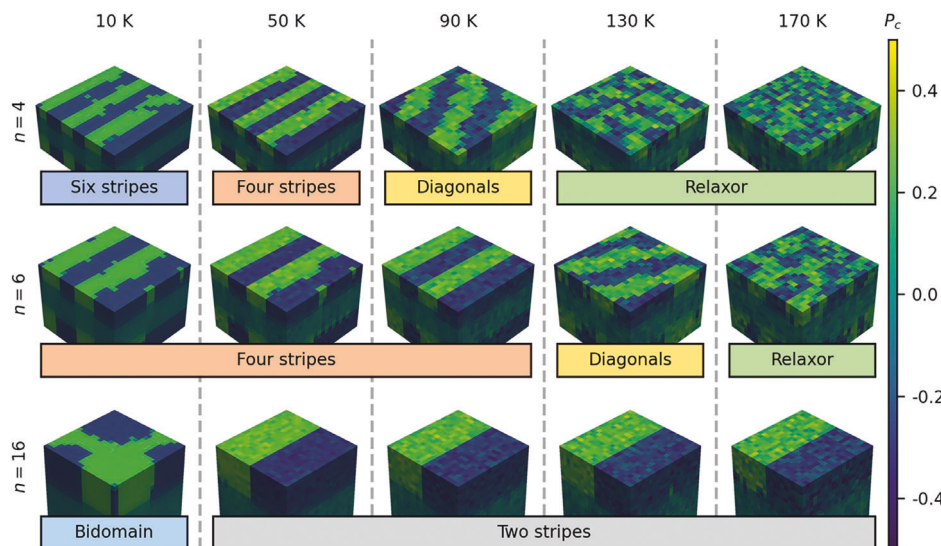 10 K 50 K 90 K 130 K 170 K P_c
n = 4
Six stripes Four stripes Diagonals Relaxor
n = 6
Four stripes Diagonals Relaxor
n = 16
Bidomain Two stripes
0.4
0.2
0.0
-0.2
-0.4